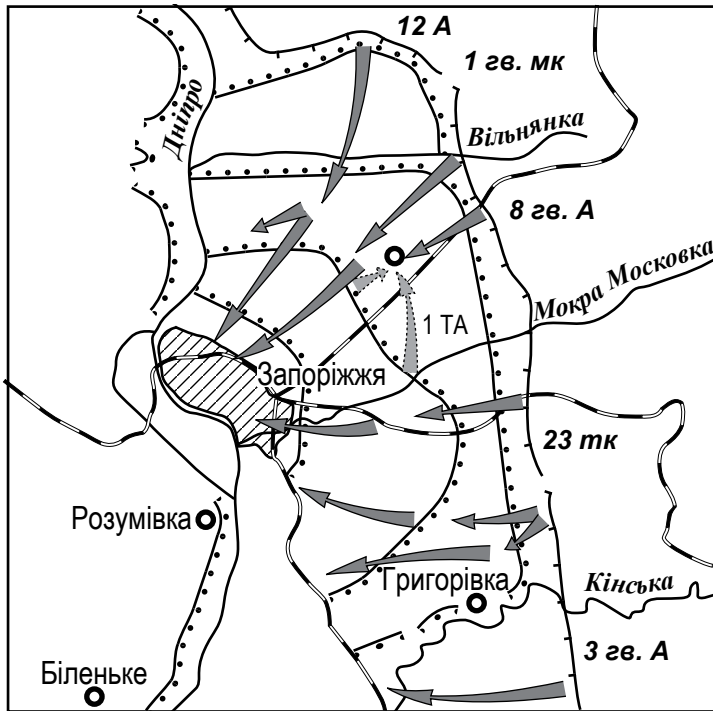 12 А
1 гв. мк
Дніпро
Вільнянка
8 гв. А
Мокра Московка
1 ТА
Запоріжжя
23 тк
Розумівка
Григорівка
Кінська
3 гв. А
Біленьке